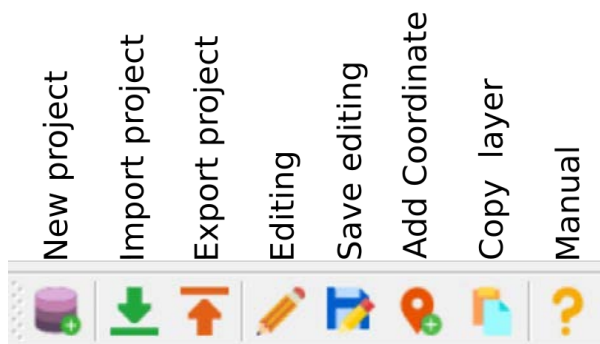 New project
Import project
Export project
Editing
Save editing
Add Coordinate
Copy layer
Manual